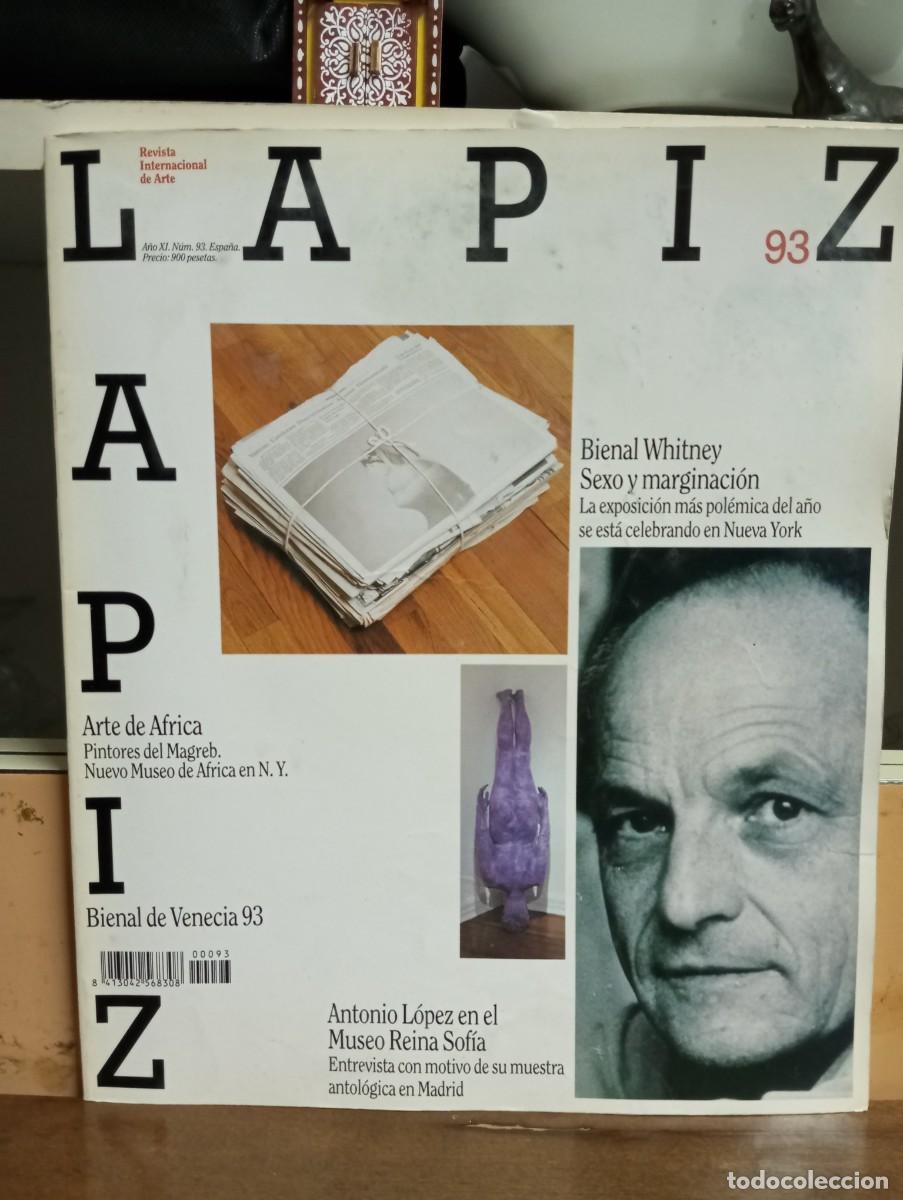 LAPIZ
Revista
Internacional
de Arte
Año XI. Núm. 93. España.
Precio: 900 pesetas.
93
A
P
I
Z
Bienal Whitney
Sexo y marginación
La exposición más polémica del año
se está celebrando en Nueva York
Arte de Africa
Pintores del Magreb.
Nuevo Museo de Africa en N. Y.
Bienal de Venecia 93
00093
8 413042 568308
Antonio López en el
Museo Reina Sofía
Entrevista con motivo de su muestra
antológica en Madrid
todocoleccion